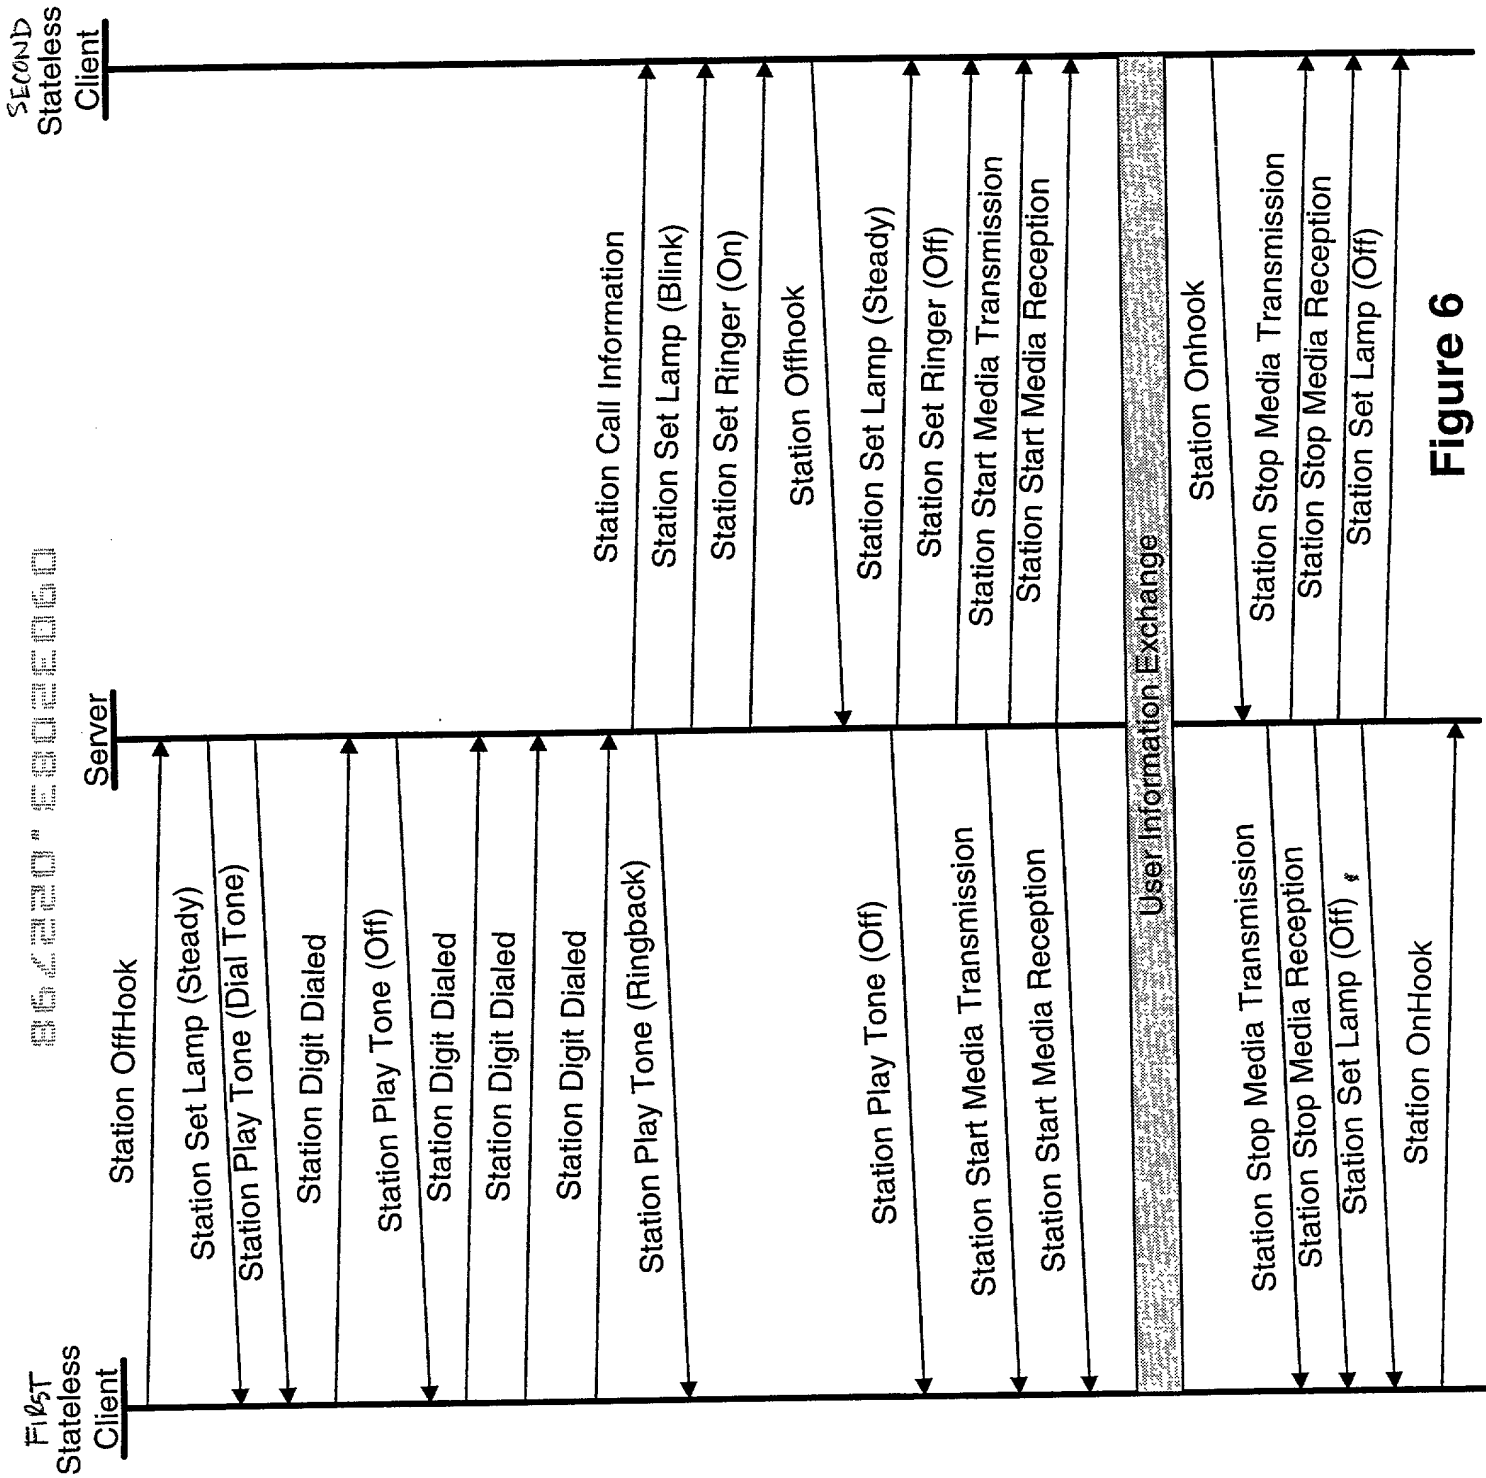 FIRST
Stateless
Client
Server
SECOND
Stateless
Client
Station OffHook
Station Set Lamp (Steady)
Station Play Tone (Dial Tone)
Station Digit Dialed
Station Play Tone (Off)
Station Digit Dialed
Station Digit Dialed
Station Digit Dialed
Station Play Tone (Ringback)
Station Call Information
Station Set Lamp (Blink)
Station Set Ringer (On)
Station Offhook
Station Play Tone (Off)
Station Set Lamp (Steady)
Station Set Ringer (Off)
Station Start Media Transmission
Station Start Media Transmission
Station Start Media Reception
Station Start Media Reception
User Information Exchange
Station Onhook
Station Stop Media Transmission
Station Stop Media Transmission
Station Stop Media Reception
Station Stop Media Reception
Station Set Lamp (Off)
Station Set Lamp (Off)
Station OnHook
Figure 6